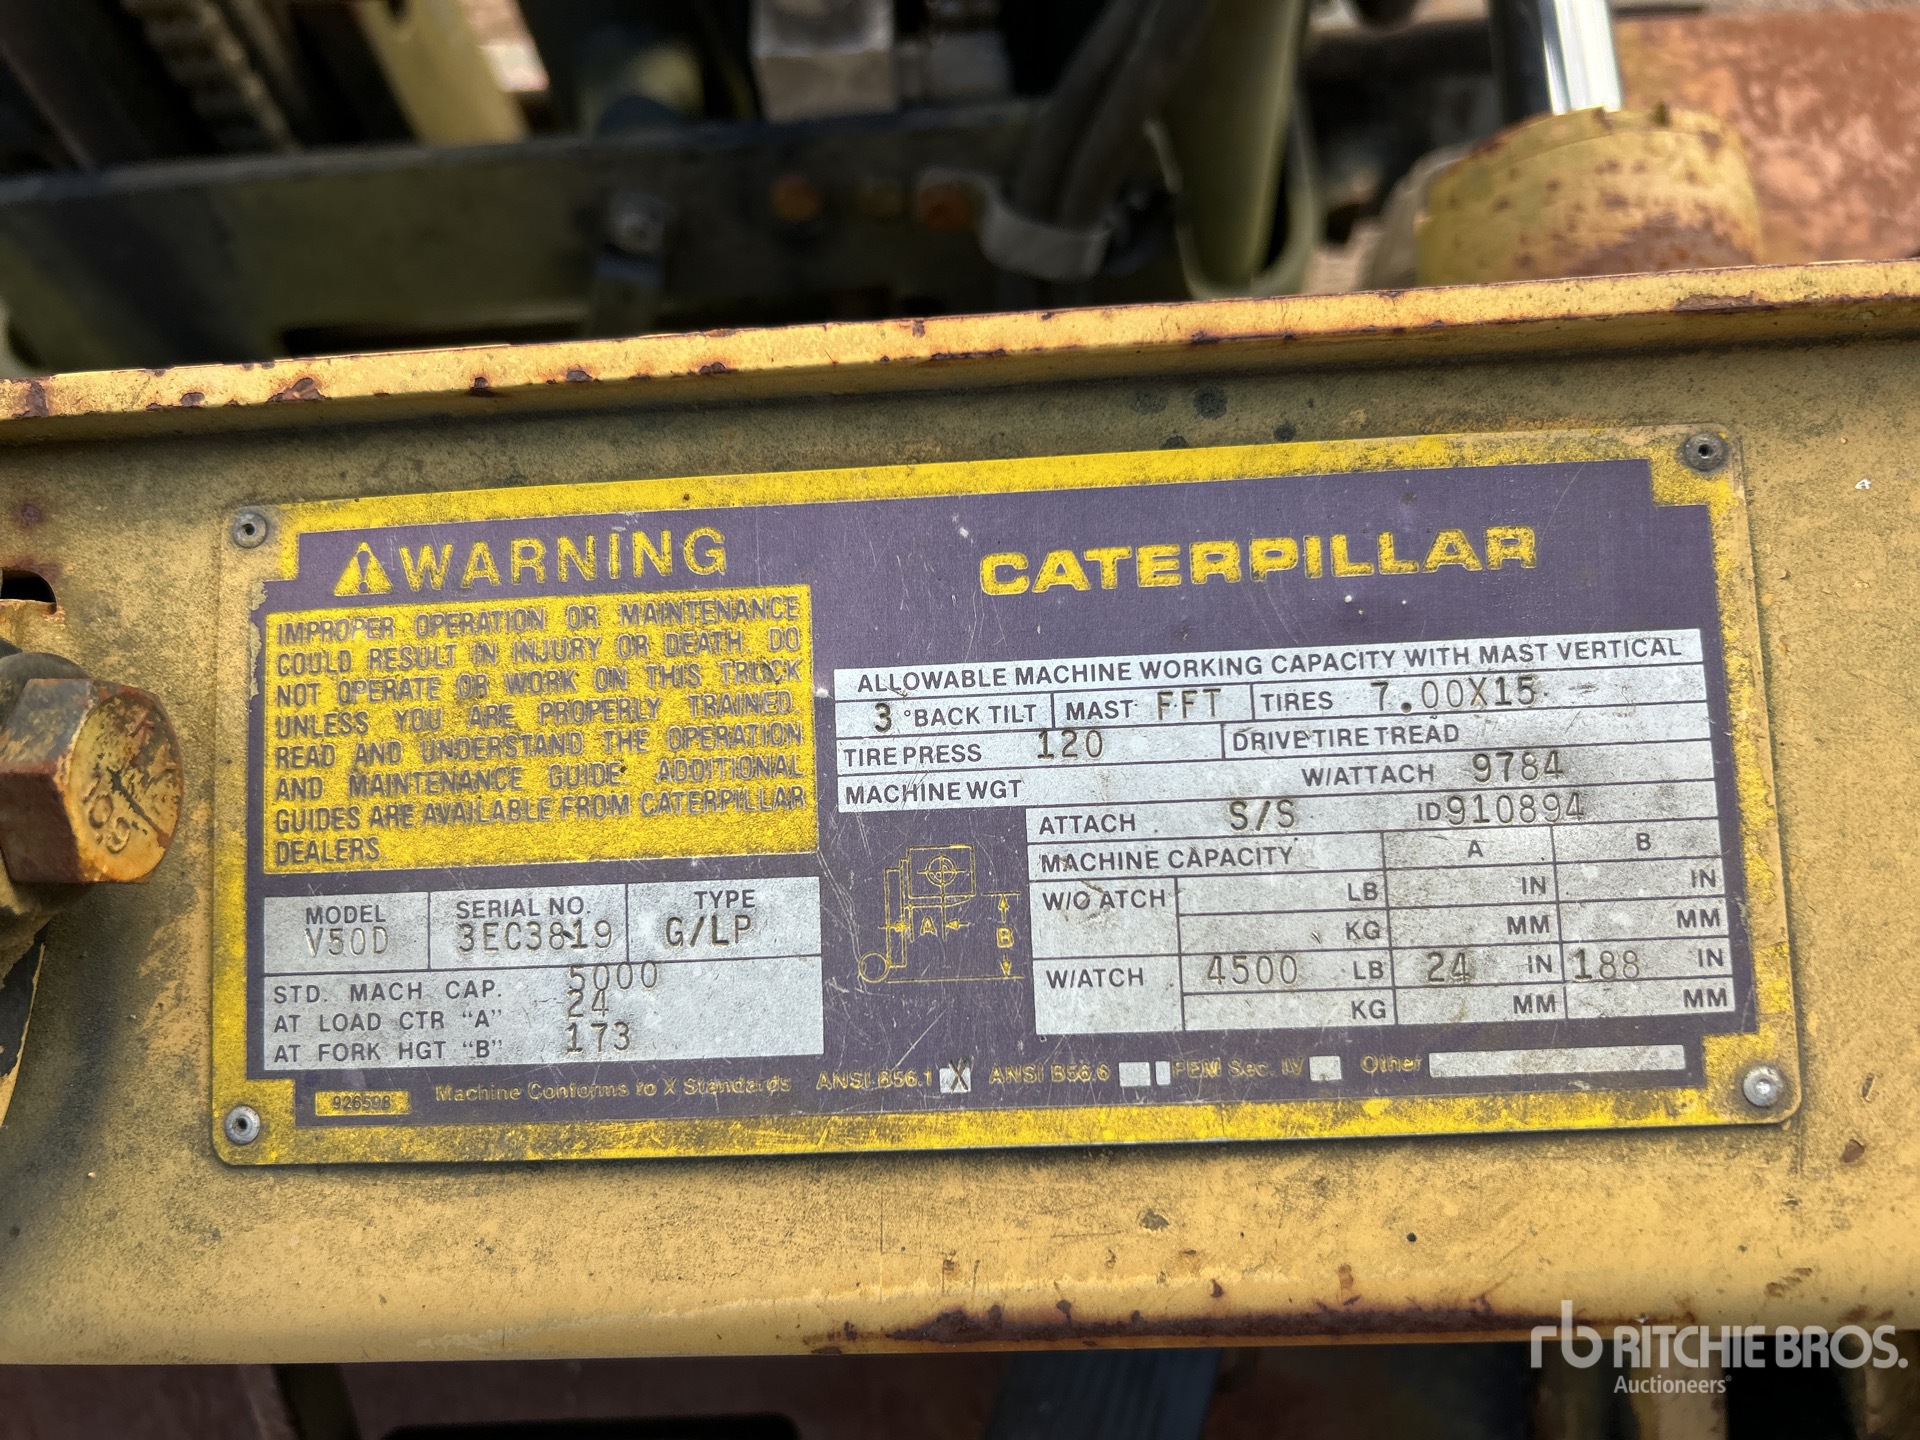 WARNING
IMPROPER OPERATION OR MAINTENANCE
COULD RESULT IN INJURY OR DEATH. DO
NOT OPERATE OR WORK ON THIS TRUCK
UNLESS YOU ARE PROPERLY TRAINED.
READ AND UNDERSTAND THE OPERATION
AND MAINTENANCE GUIDE. ADDITIONAL
GUIDES ARE AVAILABLE FROM CATERPILLAR
DEALERS.
MODEL SERIAL NO. TYPE
V50D 3EC3819 G/LP
STD. MACH CAP. 5000
AT LOAD CTR "A" 24
AT FORK HGT "B" 173
CATERPILLAR
ALLOWABLE MACHINE WORKING CAPACITY WITH MAST VERTICAL
3 °BACK TILT MAST FFT TIRES 7.00X15
TIRE PRESS 120 DRIVE TIRE TREAD
MACHINE WGT W/ATTACH 9784
ATTACH S/S ID 910894
MACHINE CAPACITY A B
W/O ATCH LB IN IN
KG MM MM
W/ATCH 4500 LB 24 IN 188 IN
KG MM MM
A
B
926598 Machine Conforms to X Standards ANSI B56.1 X ANSI B56.6 PEM Sec. IV Other
rb RITCHIE BROS.
Auctioneers